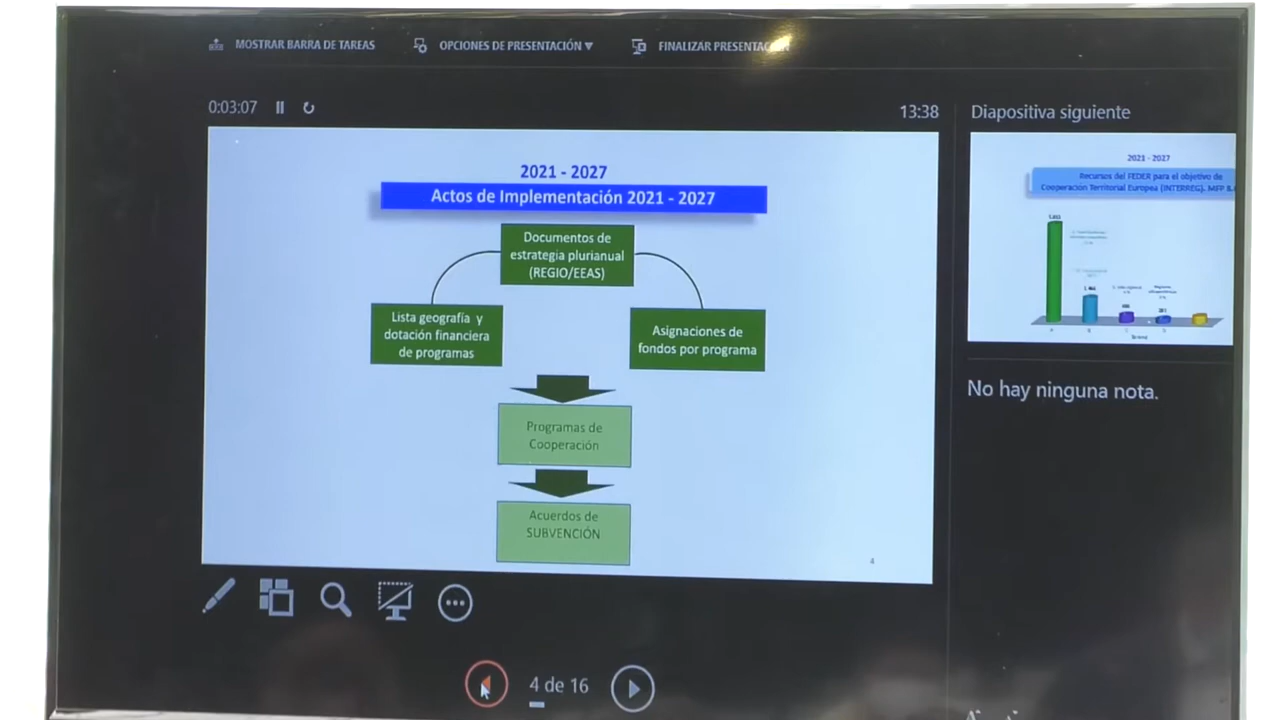 MOSTRAR BARRA DE TAREAS
OPCIONES DE PRESENTACIÓN
FINALIZAR
0:03:07
13:38
Diapositiva siguiente
2021 - 2027
Actos de Implementación 2021 - 2027
Documentos de
estrategia plurianual
(REGIO/EEAS)
Lista geografía y
dotación financiera
de programas
Asignaciones de
fondos por programa
Programas de
Cooperación
Acuerdos de
SUBVENCIÓN
4
2021 - 2027
Recursos del FEDER para el objetivo de
Cooperación Territorial Europea (INTERREG). MFP
No hay ninguna nota.
4 de 16